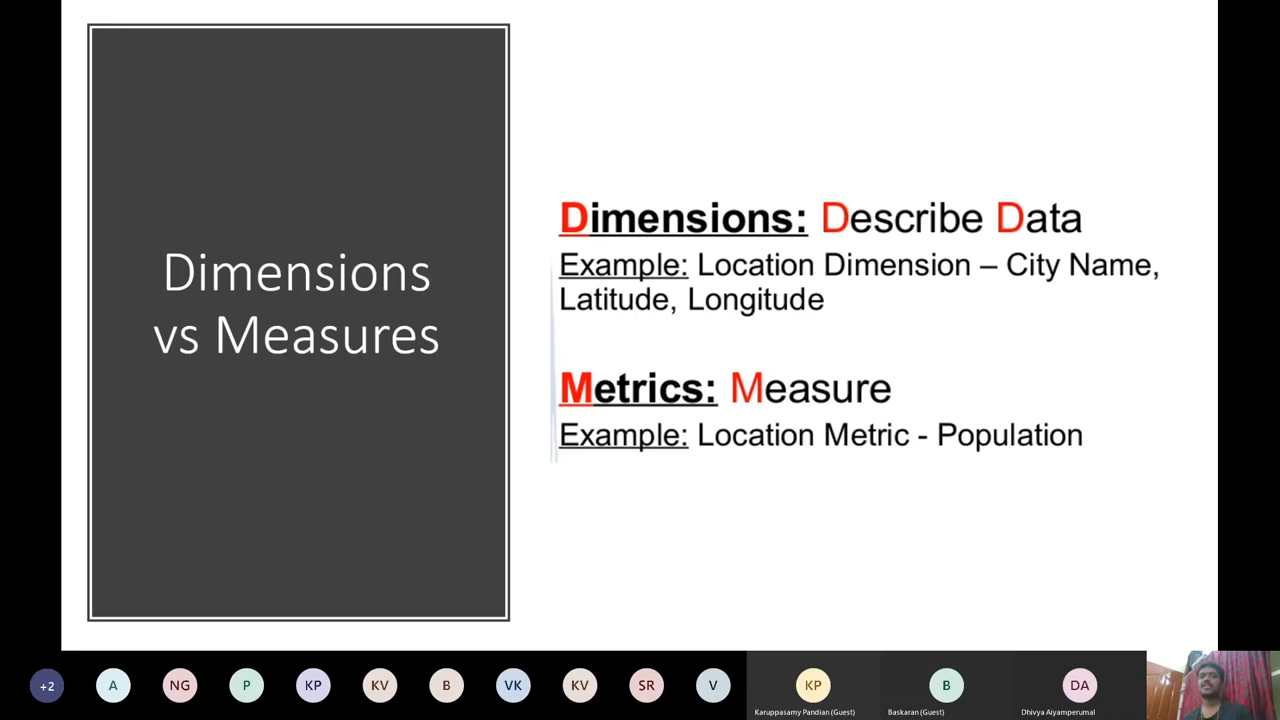 Dimensions
vs Measures
Dimensions: Describe Data
Example: Location Dimension – City Name,
Latitude, Longitude
Metrics: Measure
Example: Location Metric - Population
+2
A
NG
P
KP
KV
B
VK
KV
SR
V
KP
B
DA
Karuppasamy Pandian (Guest)
Baskaran (Guest)
Dhivya Aiyamperumal